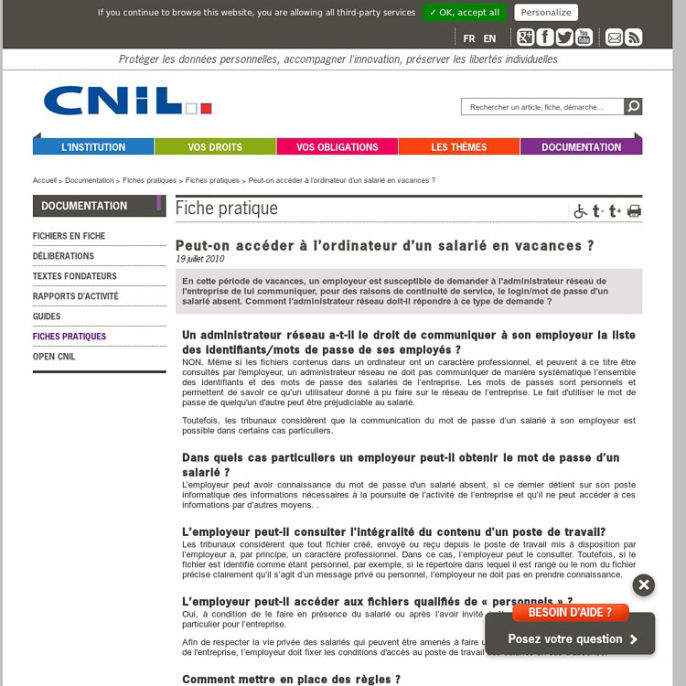 If you continue to browse this website, you are allowing all third-party services ✓ OK, accept all Personalize
FR EN
Protéger les données personnelles, accompagner l'innovation, préserver les libertés individuelles
CNIL.
Rechercher un article, fiche, démarche...
L'INSTITUTION VOS DROITS VOS OBLIGATIONS LES THÈMES DOCUMENTATION
Accueil > Documentation > Fiches pratiques > Fiches pratiques > Peut-on accéder à l'ordinateur d'un salarié en vacances ?
DOCUMENTATION
FICHIERS EN FICHE
DÉLIBÉRATIONS
TEXTES FONDATEURS
RAPPORTS D'ACTIVITÉ
GUIDES
FICHES PRATIQUES
OPEN CNIL
Fiche pratique
t- t+
Peut-on accéder à l'ordinateur d'un salarié en vacances ?
19 juillet 2010
En cette période de vacances, un employeur est susceptible de demander à l'administrateur réseau de
l'entreprise de lui communiquer, pour des raisons de continuité de service, le login/mot de passe d'un
salarié absent. Comment l'administrateur réseau doit-il répondre à ce type de demande ?
Un administrateur réseau a-t-il le droit de communiquer à son employeur la liste
des identifiants/mots de passe de ses employés ?
NON. Même si les fichiers contenus dans un ordinateur ont un caractère professionnel, et peuvent à ce titre être
consultés par l'employeur, un administrateur réseau ne doit pas communiquer de manière systématique l'ensemble
des identifiants et des mots de passe des salariés de l'entreprise. Les mots de passes sont personnels et
permettent de savoir ce qu'un utilisateur donné à pu faire sur le réseau de l'entreprise. Le fait d'utiliser le mot de
passe de quelqu'un d'autre peut être préjudiciable au salarié.
Toutefois, les tribunaux considèrent que la communication du mot de passe d'un salarié à son employeur est
possible dans certains cas particuliers.
Dans quels cas particuliers un employeur peut-il obtenir le mot de passe d'un
salarié ?
L'employeur peut avoir connaissance du mot de passe d'un salarié absent, si ce dernier détient sur son poste
informatique des informations nécessaires à la poursuite de l'activité de l'entreprise et qu'il ne peut accéder à ces
informations par d'autres moyens. .
L'employeur peut-il consulter l'intégralité du contenu d'un poste de travail?
Les tribunaux considèrent que tout fichier créé, envoyé ou reçu depuis le poste de travail mis à disposition par
l'employeur a, par principe, un caractère professionnel. Dans ce cas, l'employeur peut le consulter. Toutefois, si le
fichier est identifié comme étant personnel, par exemple, si le répertoire dans lequel il est rangé ou le nom du fichier
précise clairement qu'il s'agit d'un message privé ou personnel, l'employeur ne doit pas en prendre connaissance.
L'employeur peut-il accéder aux fichiers qualifiés de « personnels » ?
Oui, à condition de le faire en présence du salarié ou après l'avoir invité
particulier pour l'entreprise.
Afin de respecter la vie privée des salariés qui peuvent être amenés à faire
de l'entreprise, l'employeur doit fixer les conditions d'accès au poste de travail
Comment mettre en place des règles ?
BESOIN D'AIDE ?
Posez votre question